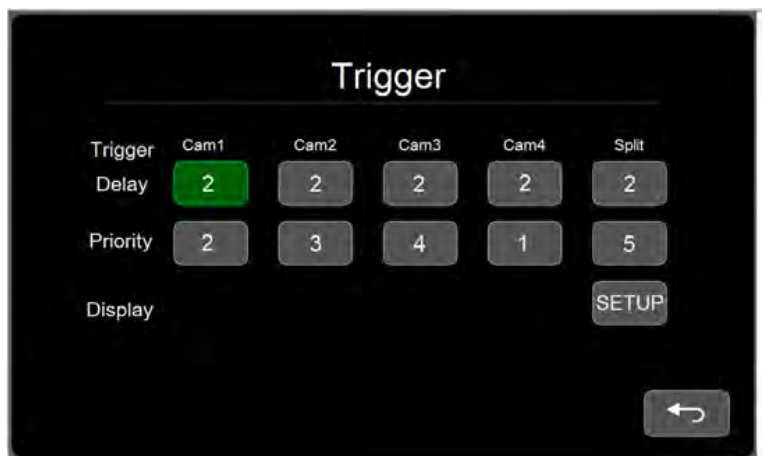 Trigger
Trigger Cam1 Cam2 Cam3 Cam4 Split
Delay 2 2 2 2 2
Priority 2 3 4 1 5
Display SETUP